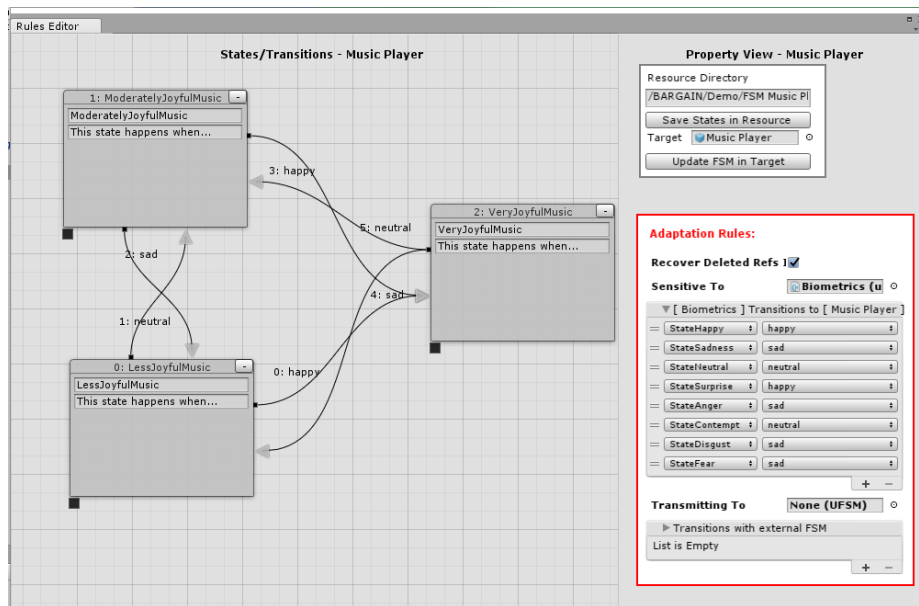 Rules Editor
States/Transitions - Music Player
1: ModeratelyJoyfulMusic -
ModeratelyJoyfulMusic
This state happens when...
3: happy
5: neutral
2: VeryJoyfulMusic -
VeryJoyfulMusic
This state happens when...
2: sad
4: sad
1: neutral
0: LessJoyfulMusic -
LessJoyfulMusic
This state happens when...
0: happy
Property View - Music Player
Resource Directory
/BARGAIN/Demo/FSM Music Pl
Save States in Resource
Target Music Player
Update FSM in Target
Adaptation Rules:
Recover Deleted Refs I
Sensitive To Biometrics (u
[ Biometrics ] Transitions to [ Music Player ]
StateHappy happy
StateSadness sad
StateNeutral neutral
StateSurprise happy
StateAnger sad
StateContempt neutral
StateDisgust sad
StateFear sad
+ -
Transmitting To None (UFSM)
Transitions with external FSM
List is Empty
+ -